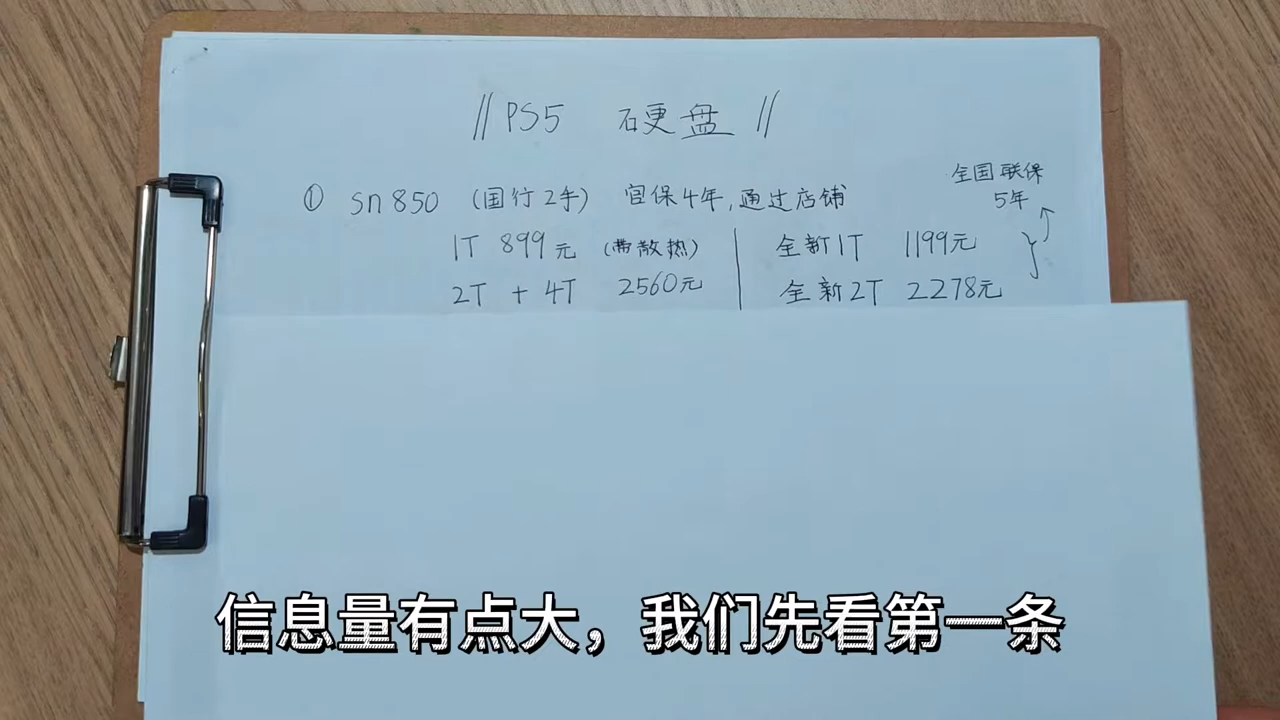 // PS5 硬盘 //
全国联保
5年
① sn850 (国行2手) 官保4年,通过店铺
1T 899元 (带散热) 全新1T 1199元
2T + 4T 2560元 全新2T 2278元
信息量有点大，我们先看第一条